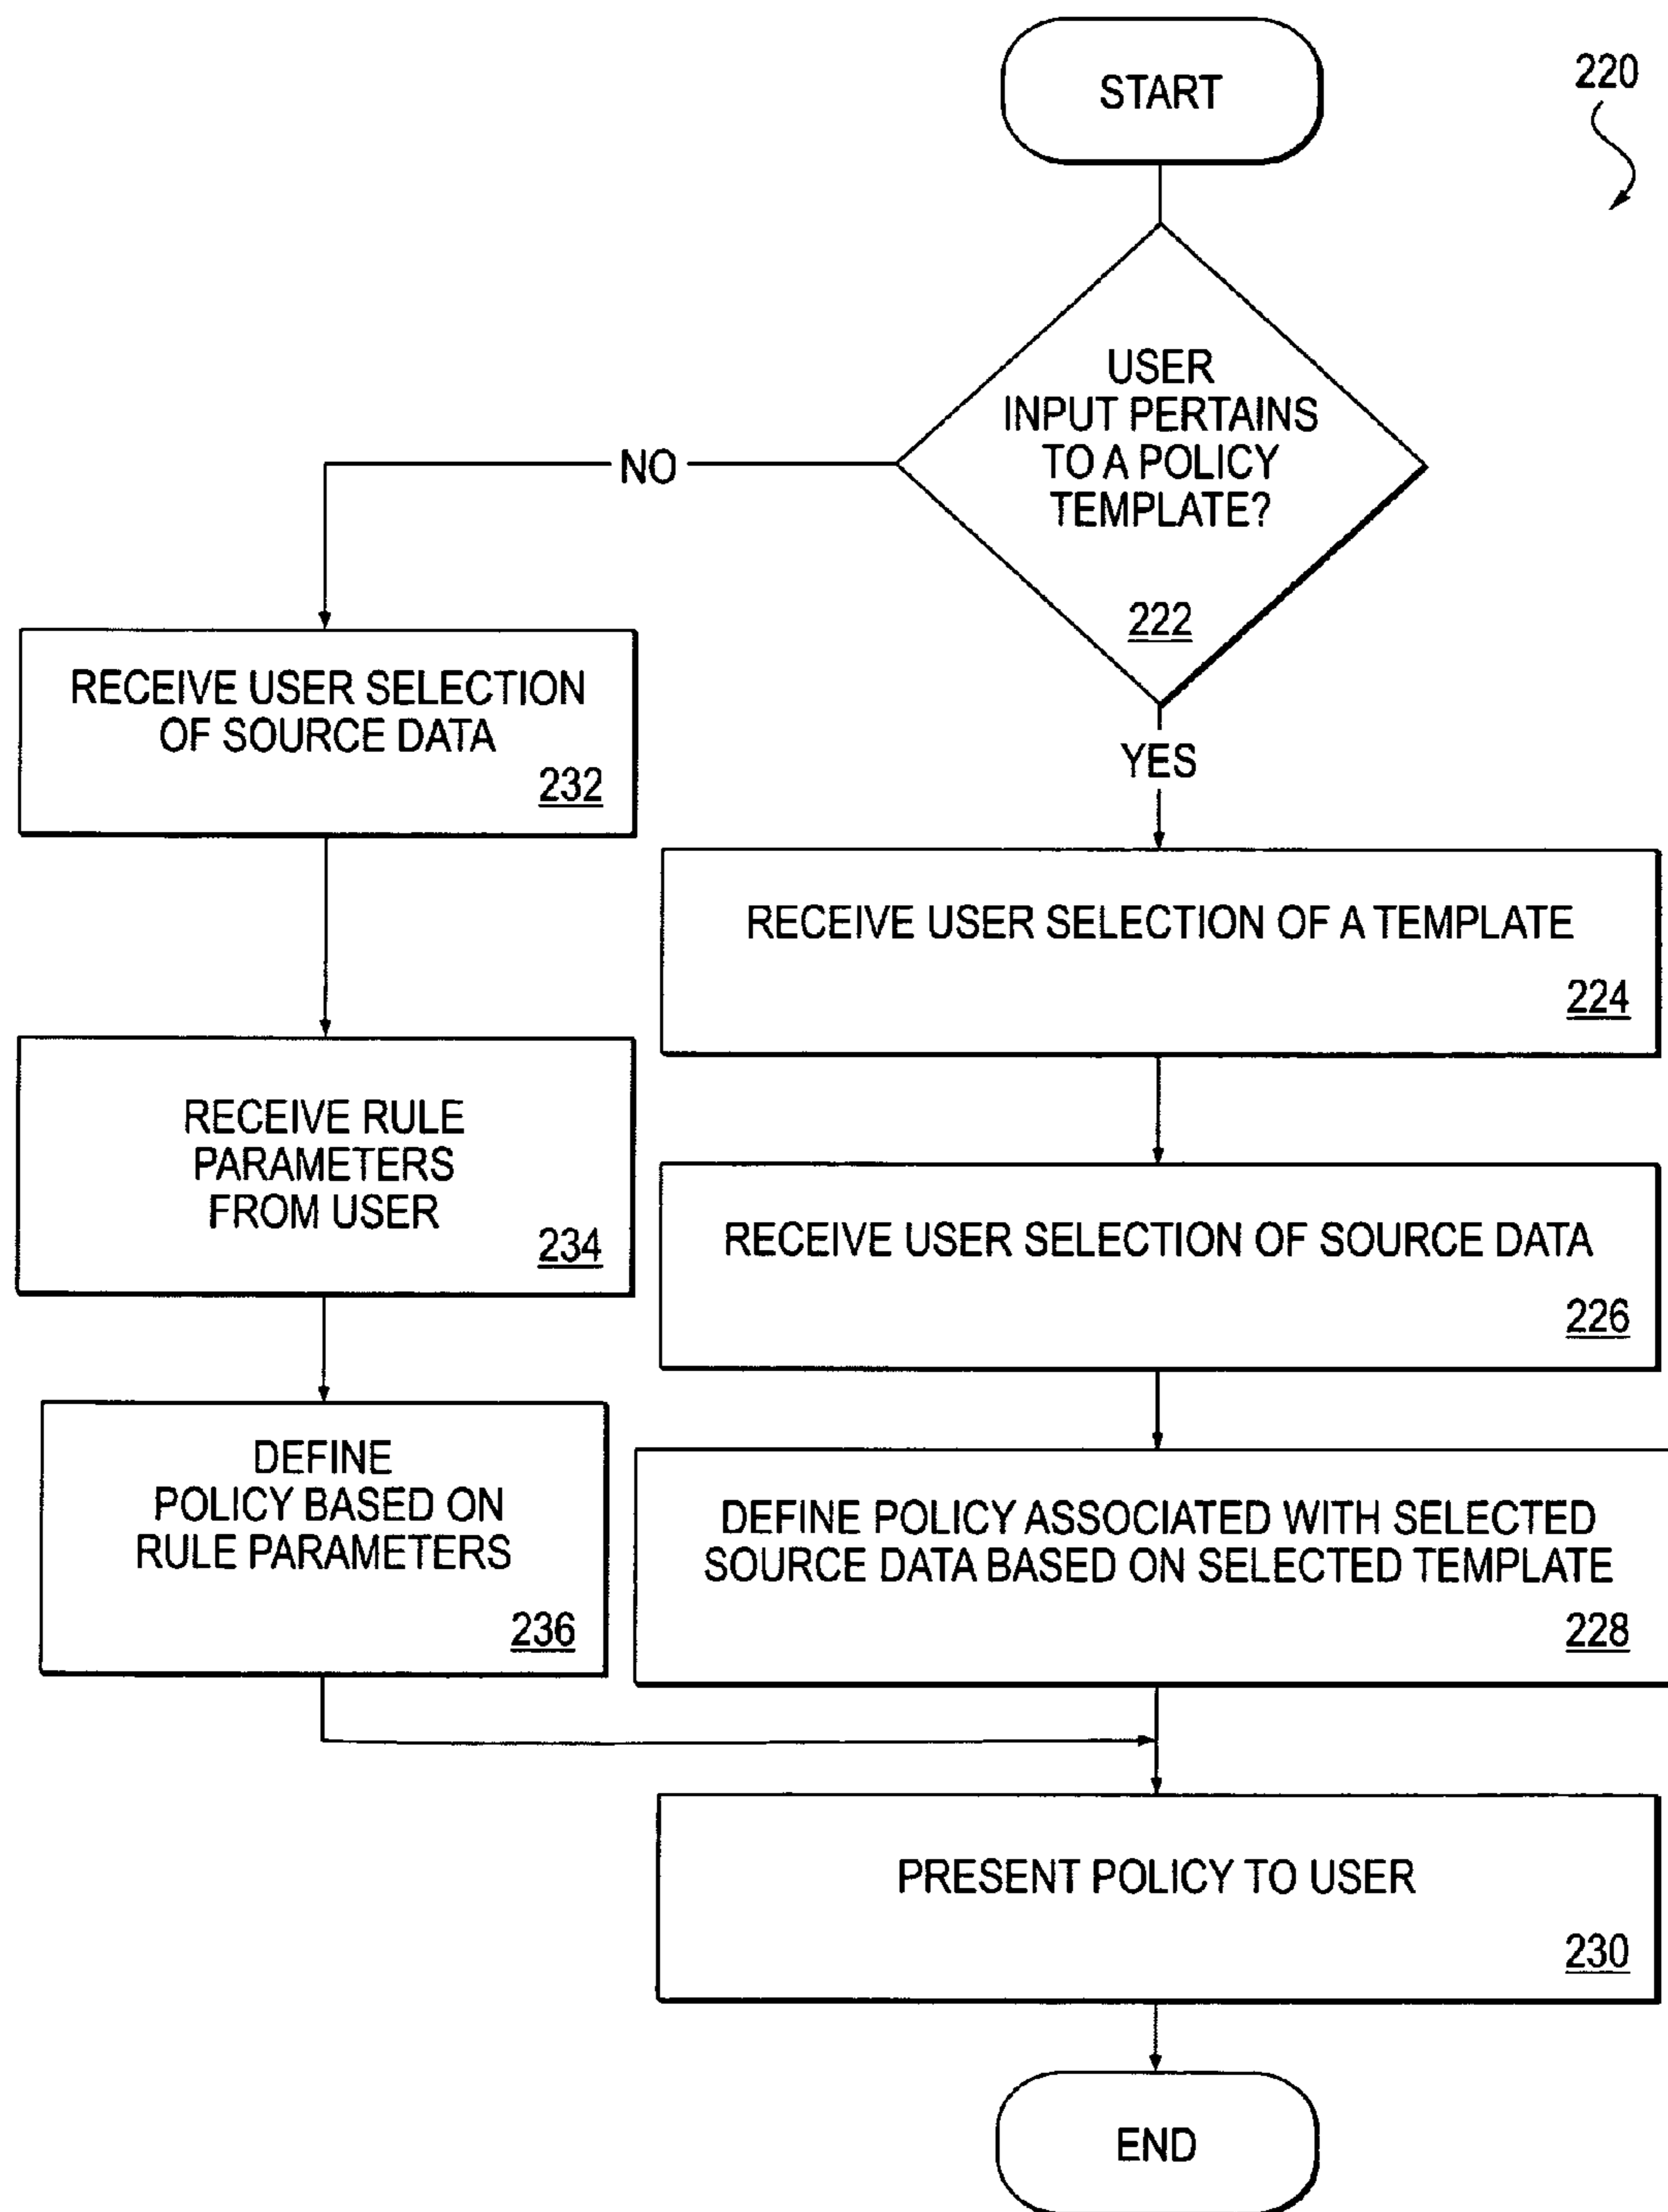 START
220
USER
INPUT PERTAINS
TO A POLICY
TEMPLATE?
222
NO
YES
RECEIVE USER SELECTION
OF SOURCE DATA
232
RECEIVE USER SELECTION OF A TEMPLATE
224
RECEIVE RULE
PARAMETERS
FROM USER
234
RECEIVE USER SELECTION OF SOURCE DATA
226
DEFINE
POLICY BASED ON
RULE PARAMETERS
236
DEFINE POLICY ASSOCIATED WITH SELECTED
SOURCE DATA BASED ON SELECTED TEMPLATE
228
PRESENT POLICY TO USER
230
END